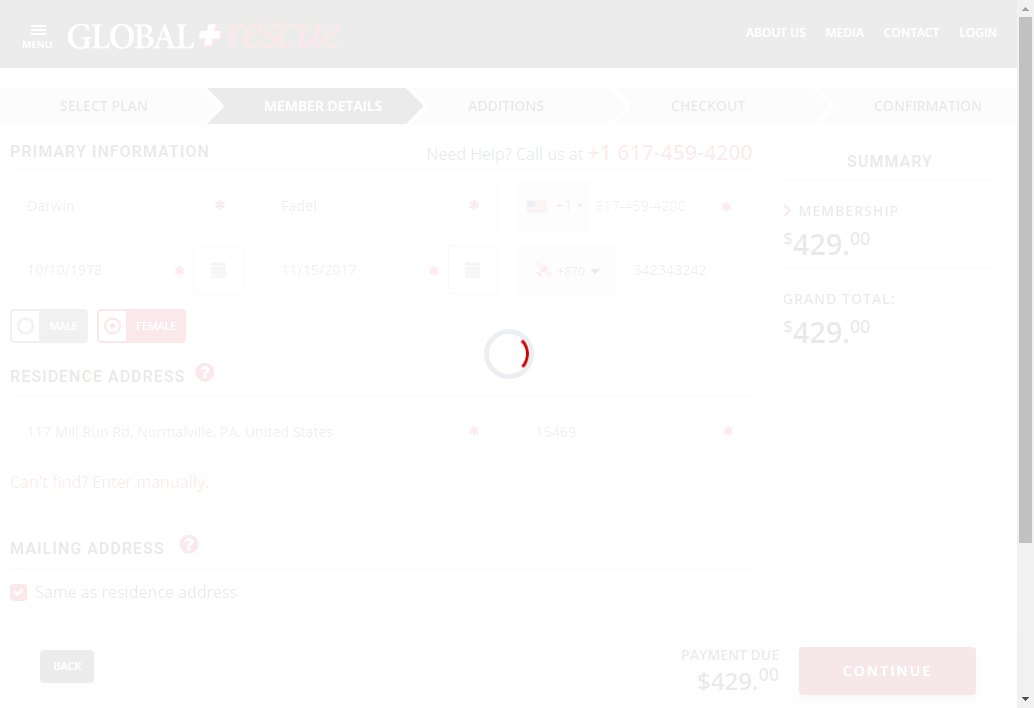 MENU GLOBAL rescue ABOUT US MEDIA CONTACT LOGIN
SELECT PLAN MEMBER DETAILS ADDITIONS CHECKOUT CONFIRMATION
PRIMARY INFORMATION Need Help? Call us at +1 617-459-4200
Darwin * Fadel * +1 617-459-4200 *
10/10/1978 * 11/15/2017 * +870 342343242
MALE FEMALE
RESIDENCE ADDRESS ?
117 Mill Run Rd, Normalville, PA, United States * 15469 *
Can't find? Enter manually.
MAILING ADDRESS ?
Same as residence address
SUMMARY
MEMBERSHIP
$429.00
GRAND TOTAL:
$429.00
BACK
PAYMENT DUE
$429.00
CONTINUE